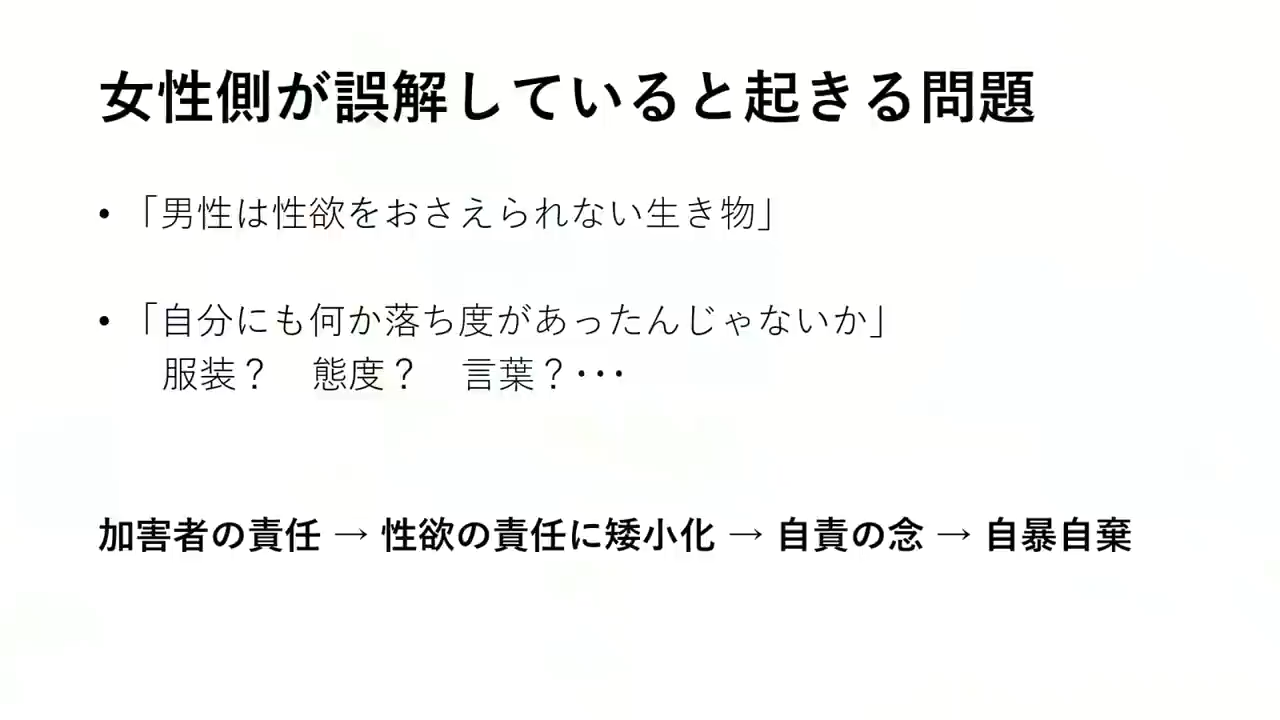 女性側が誤解していると起きる問題
• 「男性は性欲をおさえられない生き物」
• 「自分にも何か落ち度があったんじゃないか」
服装？　態度？　言葉？･･･
加害者の責任 → 性欲の責任に矮小化 → 自責の念 → 自暴自棄